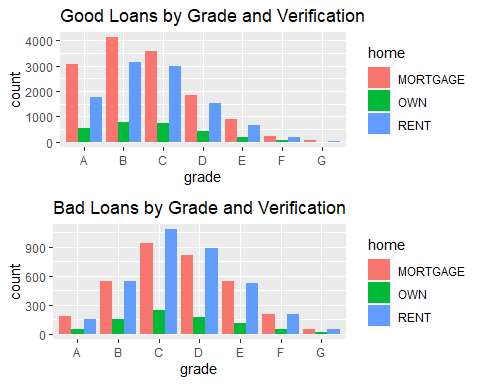 Good Loans by Grade and Verification
4000
3000
2000
1000
0
count
A B C D E F G
grade
home
MORTGAGE
OWN
RENT
Bad Loans by Grade and Verification
900
600
300
0
count
A B C D E F G
grade
home
MORTGAGE
OWN
RENT